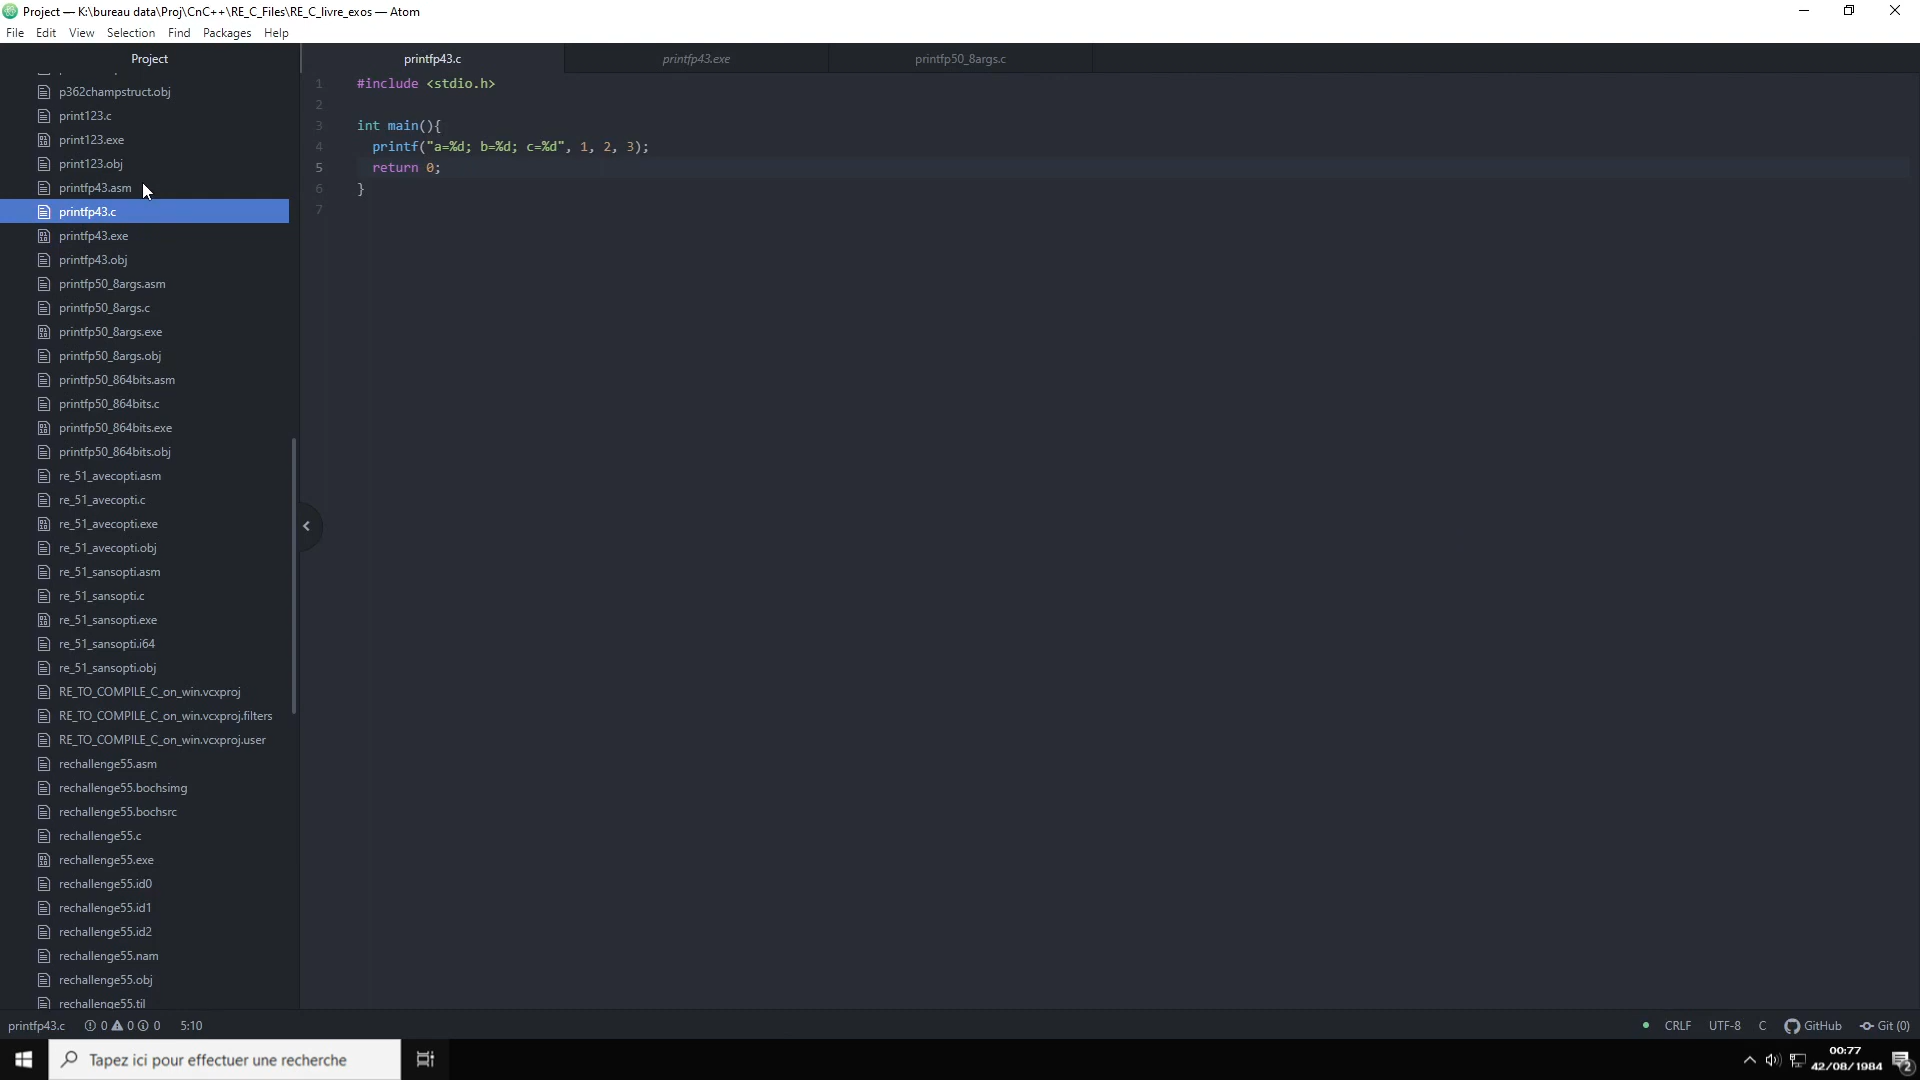 Project — K:\bureau data\Proj\CnC++\RE_C_Files\RE_C_livre_exos — Atom
File Edit View Selection Find Packages Help
Project
printfp43.c printfp43.exe printfp50_8args.c
p362champstruct.obj
print123.c
print123.exe
print123.obj
printfp43.asm
printfp43.c
printfp43.exe
printfp43.obj
printfp50_8args.asm
printfp50_8args.c
printfp50_8args.exe
printfp50_8args.obj
printfp50_864bits.asm
printfp50_864bits.c
printfp50_864bits.exe
printfp50_864bits.obj
re_51_avecopti.asm
re_51_avecopti.c
re_51_avecopti.exe
re_51_avecopti.obj
re_51_sansopti.asm
re_51_sansopti.c
re_51_sansopti.exe
re_51_sansopti.i64
re_51_sansopti.obj
RE_TO_COMPILE_C_on_win.vcxproj
RE_TO_COMPILE_C_on_win.vcxproj.filters
RE_TO_COMPILE_C_on_win.vcxproj.user
rechallenge55.asm
rechallenge55.bochsimg
rechallenge55.bochsrc
rechallenge55.c
rechallenge55.exe
rechallenge55.id0
rechallenge55.id1
rechallenge55.id2
rechallenge55.nam
rechallenge55.obj
rechallenge55.til
1 #include <stdio.h>
2
3 int main(){
4 printf("a=%d; b=%d; c=%d", 1, 2, 3);
5 return 0;
6 }
7
printfp43.c 0 0 0 5:10 CRLF UTF-8 C GitHub Git (0)
Tapez ici pour effectuer une recherche
00:77
42/08/1984
2